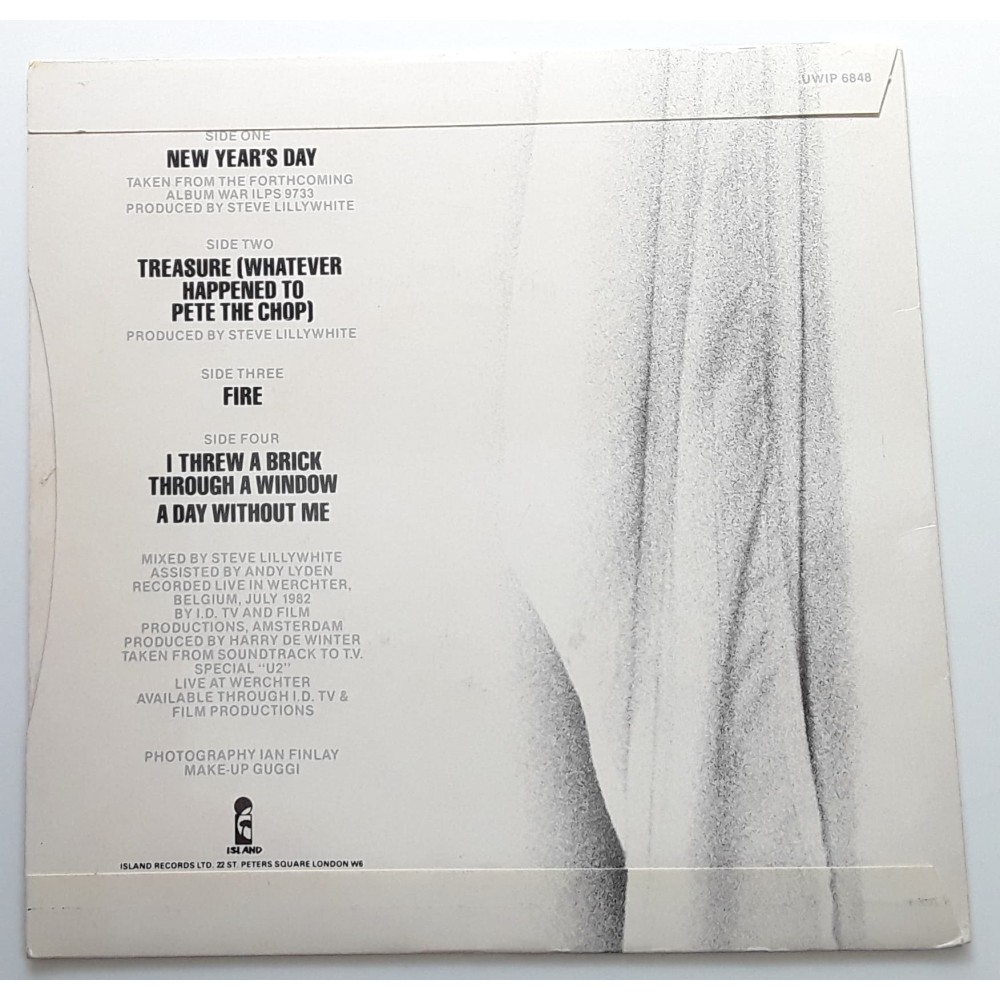 UWIP 6848
SIDE ONE
NEW YEAR'S DAY
TAKEN FROM THE FORTHCOMING
ALBUM WAR ILPS 9733
PRODUCED BY STEVE LILLYWHITE
SIDE TWO
TREASURE (WHATEVER
HAPPENED TO
PETE THE CHOP)
PRODUCED BY STEVE LILLYWHITE
SIDE THREE
FIRE
SIDE FOUR
I THREW A BRICK
THROUGH A WINDOW
A DAY WITHOUT ME
MIXED BY STEVE LILLYWHITE
ASSISTED BY ANDY LYDEN
RECORDED LIVE IN WERCHTER,
BELGIUM, JULY 1982
BY I.D. TV AND FILM
PRODUCTIONS, AMSTERDAM
PRODUCED BY HARRY DE WINTER
TAKEN FROM SOUNDTRACK TO T.V.
SPECIAL "U2"
LIVE AT WERCHTER
AVAILABLE THROUGH I.D. TV &
FILM PRODUCTIONS
PHOTOGRAPHY IAN FINLAY
MAKE-UP GUGGI
ISLAND
ISLAND RECORDS LTD. 22 ST. PETERS SQUARE LONDON W6